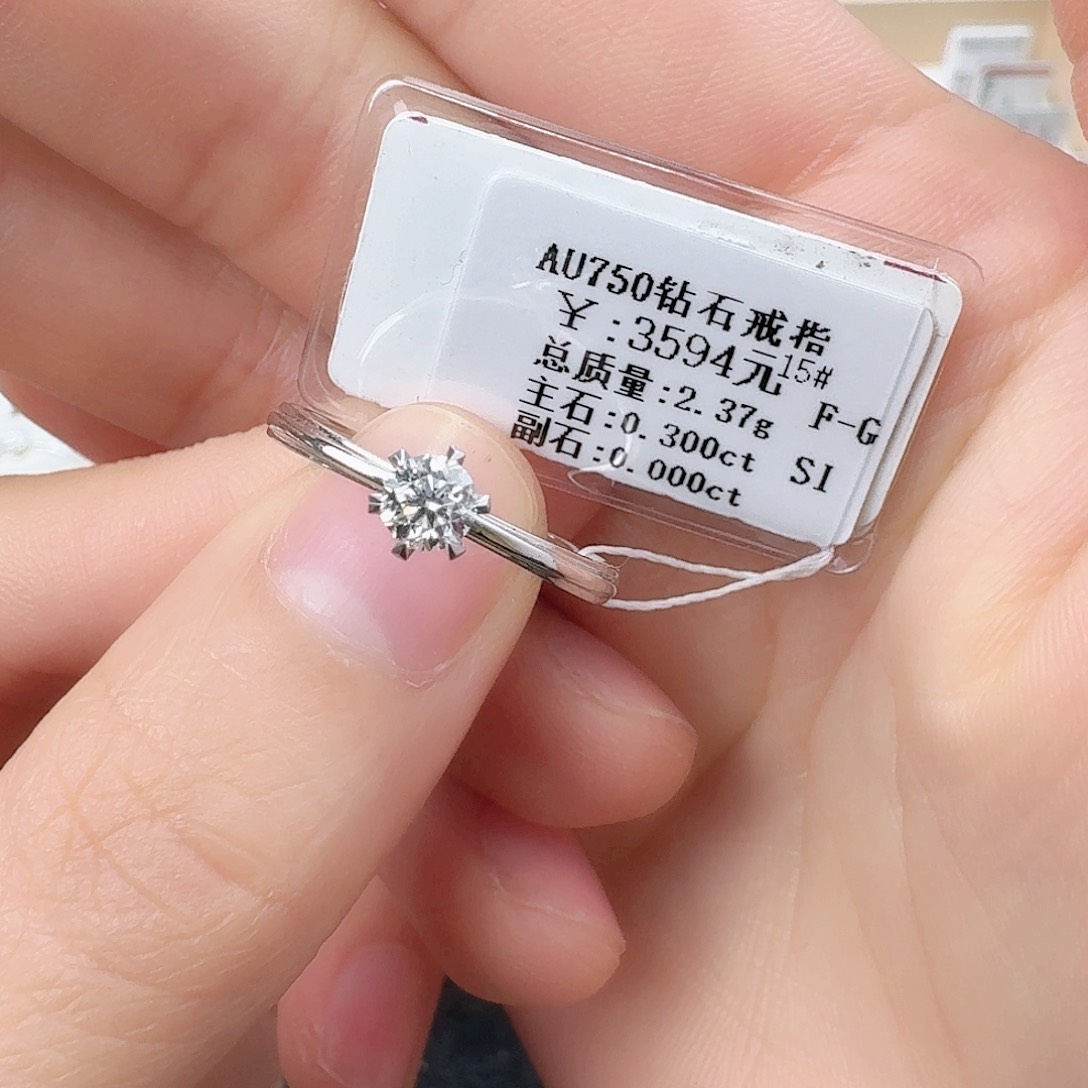 AU750钻石戒指
￥:3594元15#
总质量:2.37g F-G
主石:0.300ct SI
副石:0.000ct